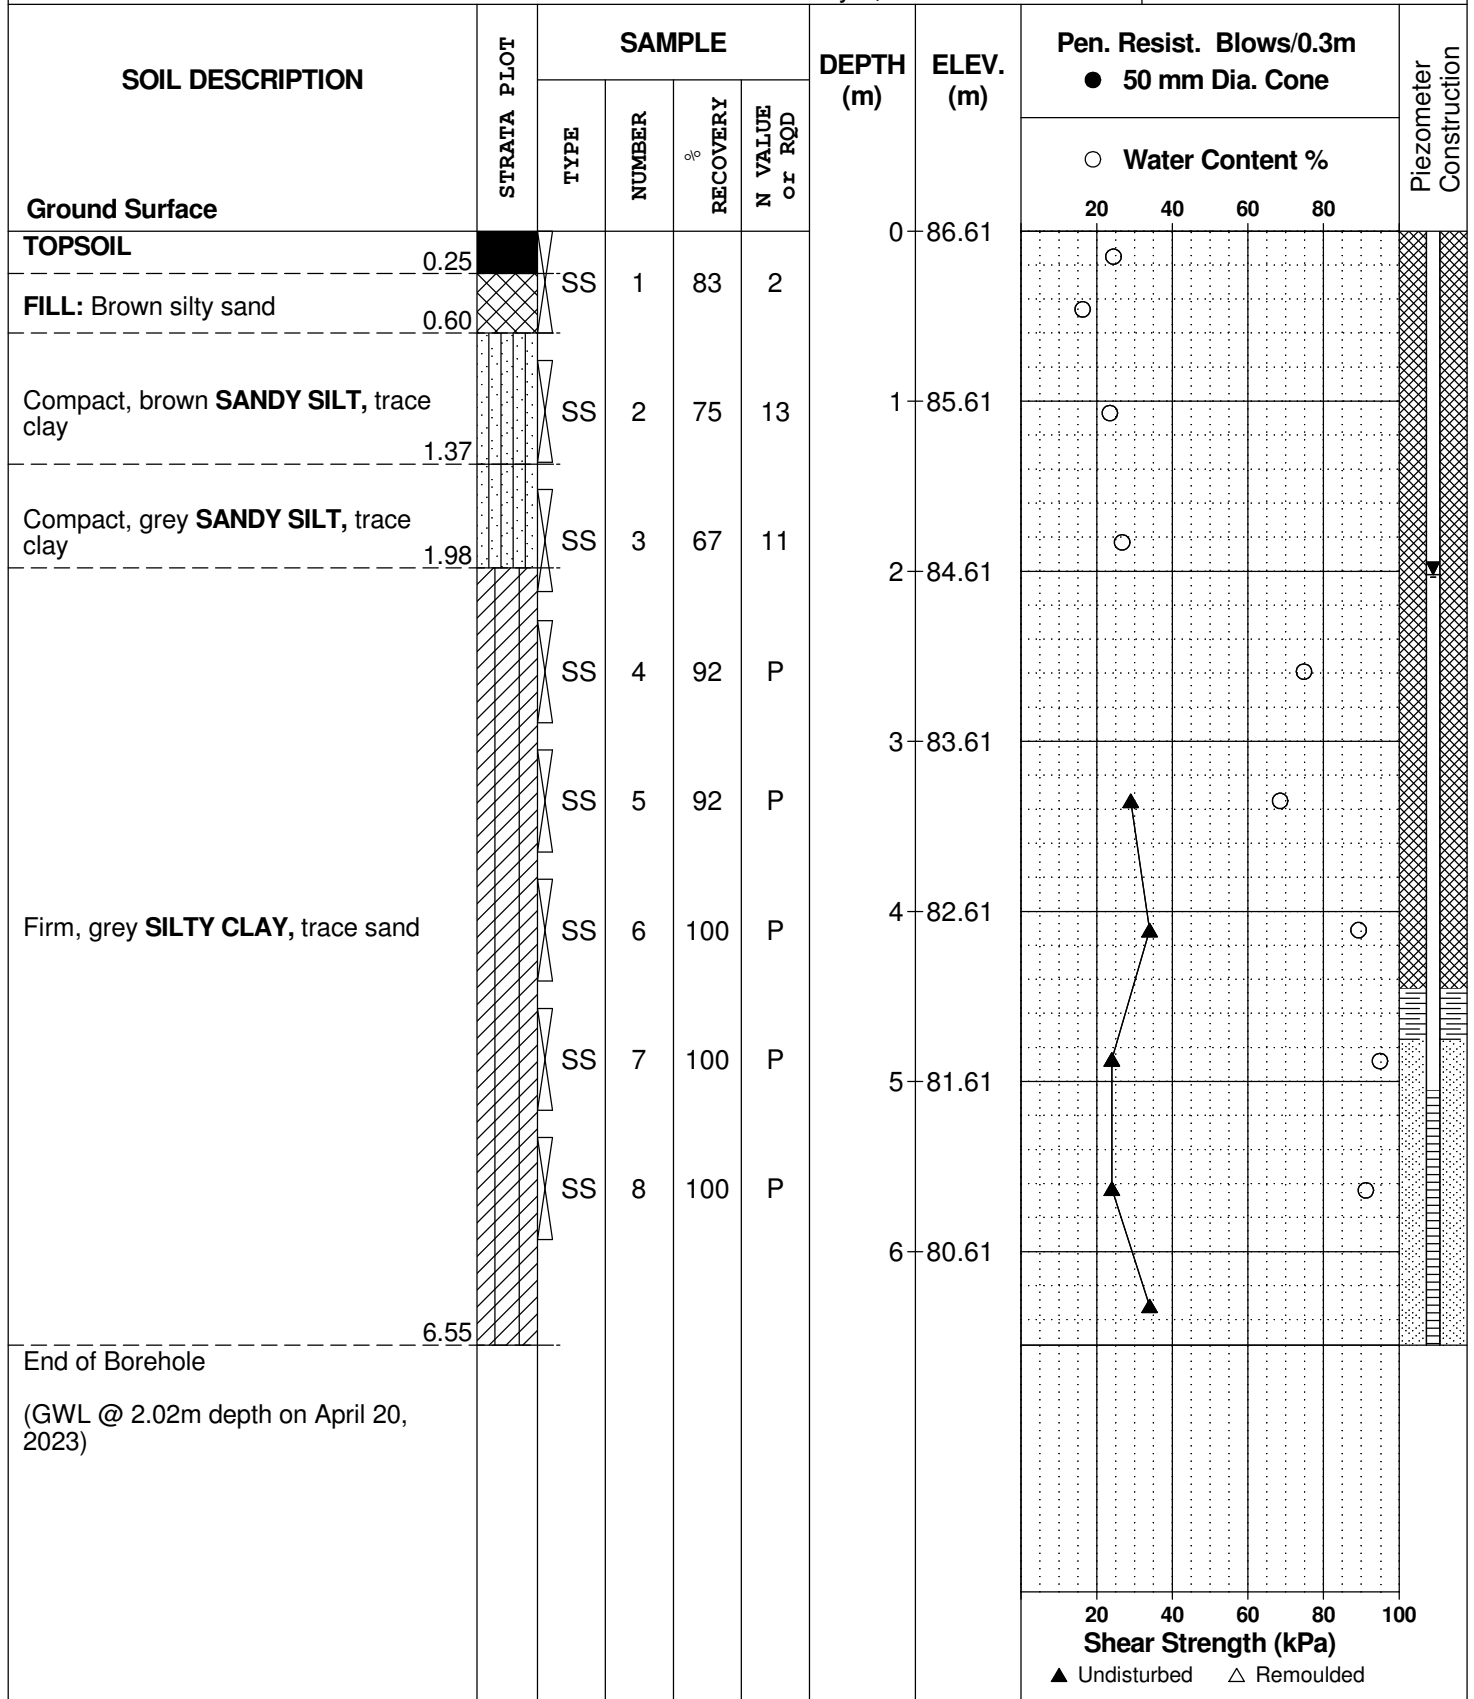 SOIL DESCRIPTION
Ground Surface
STRATA PLOT
SAMPLE
TYPE
NUMBER
%
RECOVERY
N VALUE
or RQD
DEPTH
(m)
ELEV.
(m)
Pen. Resist. Blows/0.3m
● 50 mm Dia. Cone
○ Water Content %
20 40 60 80
Piezometer
Construction
TOPSOIL
0.25
FILL: Brown silty sand
0.60
Compact, brown SANDY SILT, trace
clay
1.37
Compact, grey SANDY SILT, trace
clay
1.98
Firm, grey SILTY CLAY, trace sand
6.55
End of Borehole
(GWL @ 2.02m depth on April 20,
2023)
SS 1 83 2
SS 2 75 13
SS 3 67 11
SS 4 92 P
SS 5 92 P
SS 6 100 P
SS 7 100 P
SS 8 100 P
0 86.61
1 85.61
2 84.61
3 83.61
4 82.61
5 81.61
6 80.61
20 40 60 80 100
Shear Strength (kPa)
▲ Undisturbed △ Remoulded